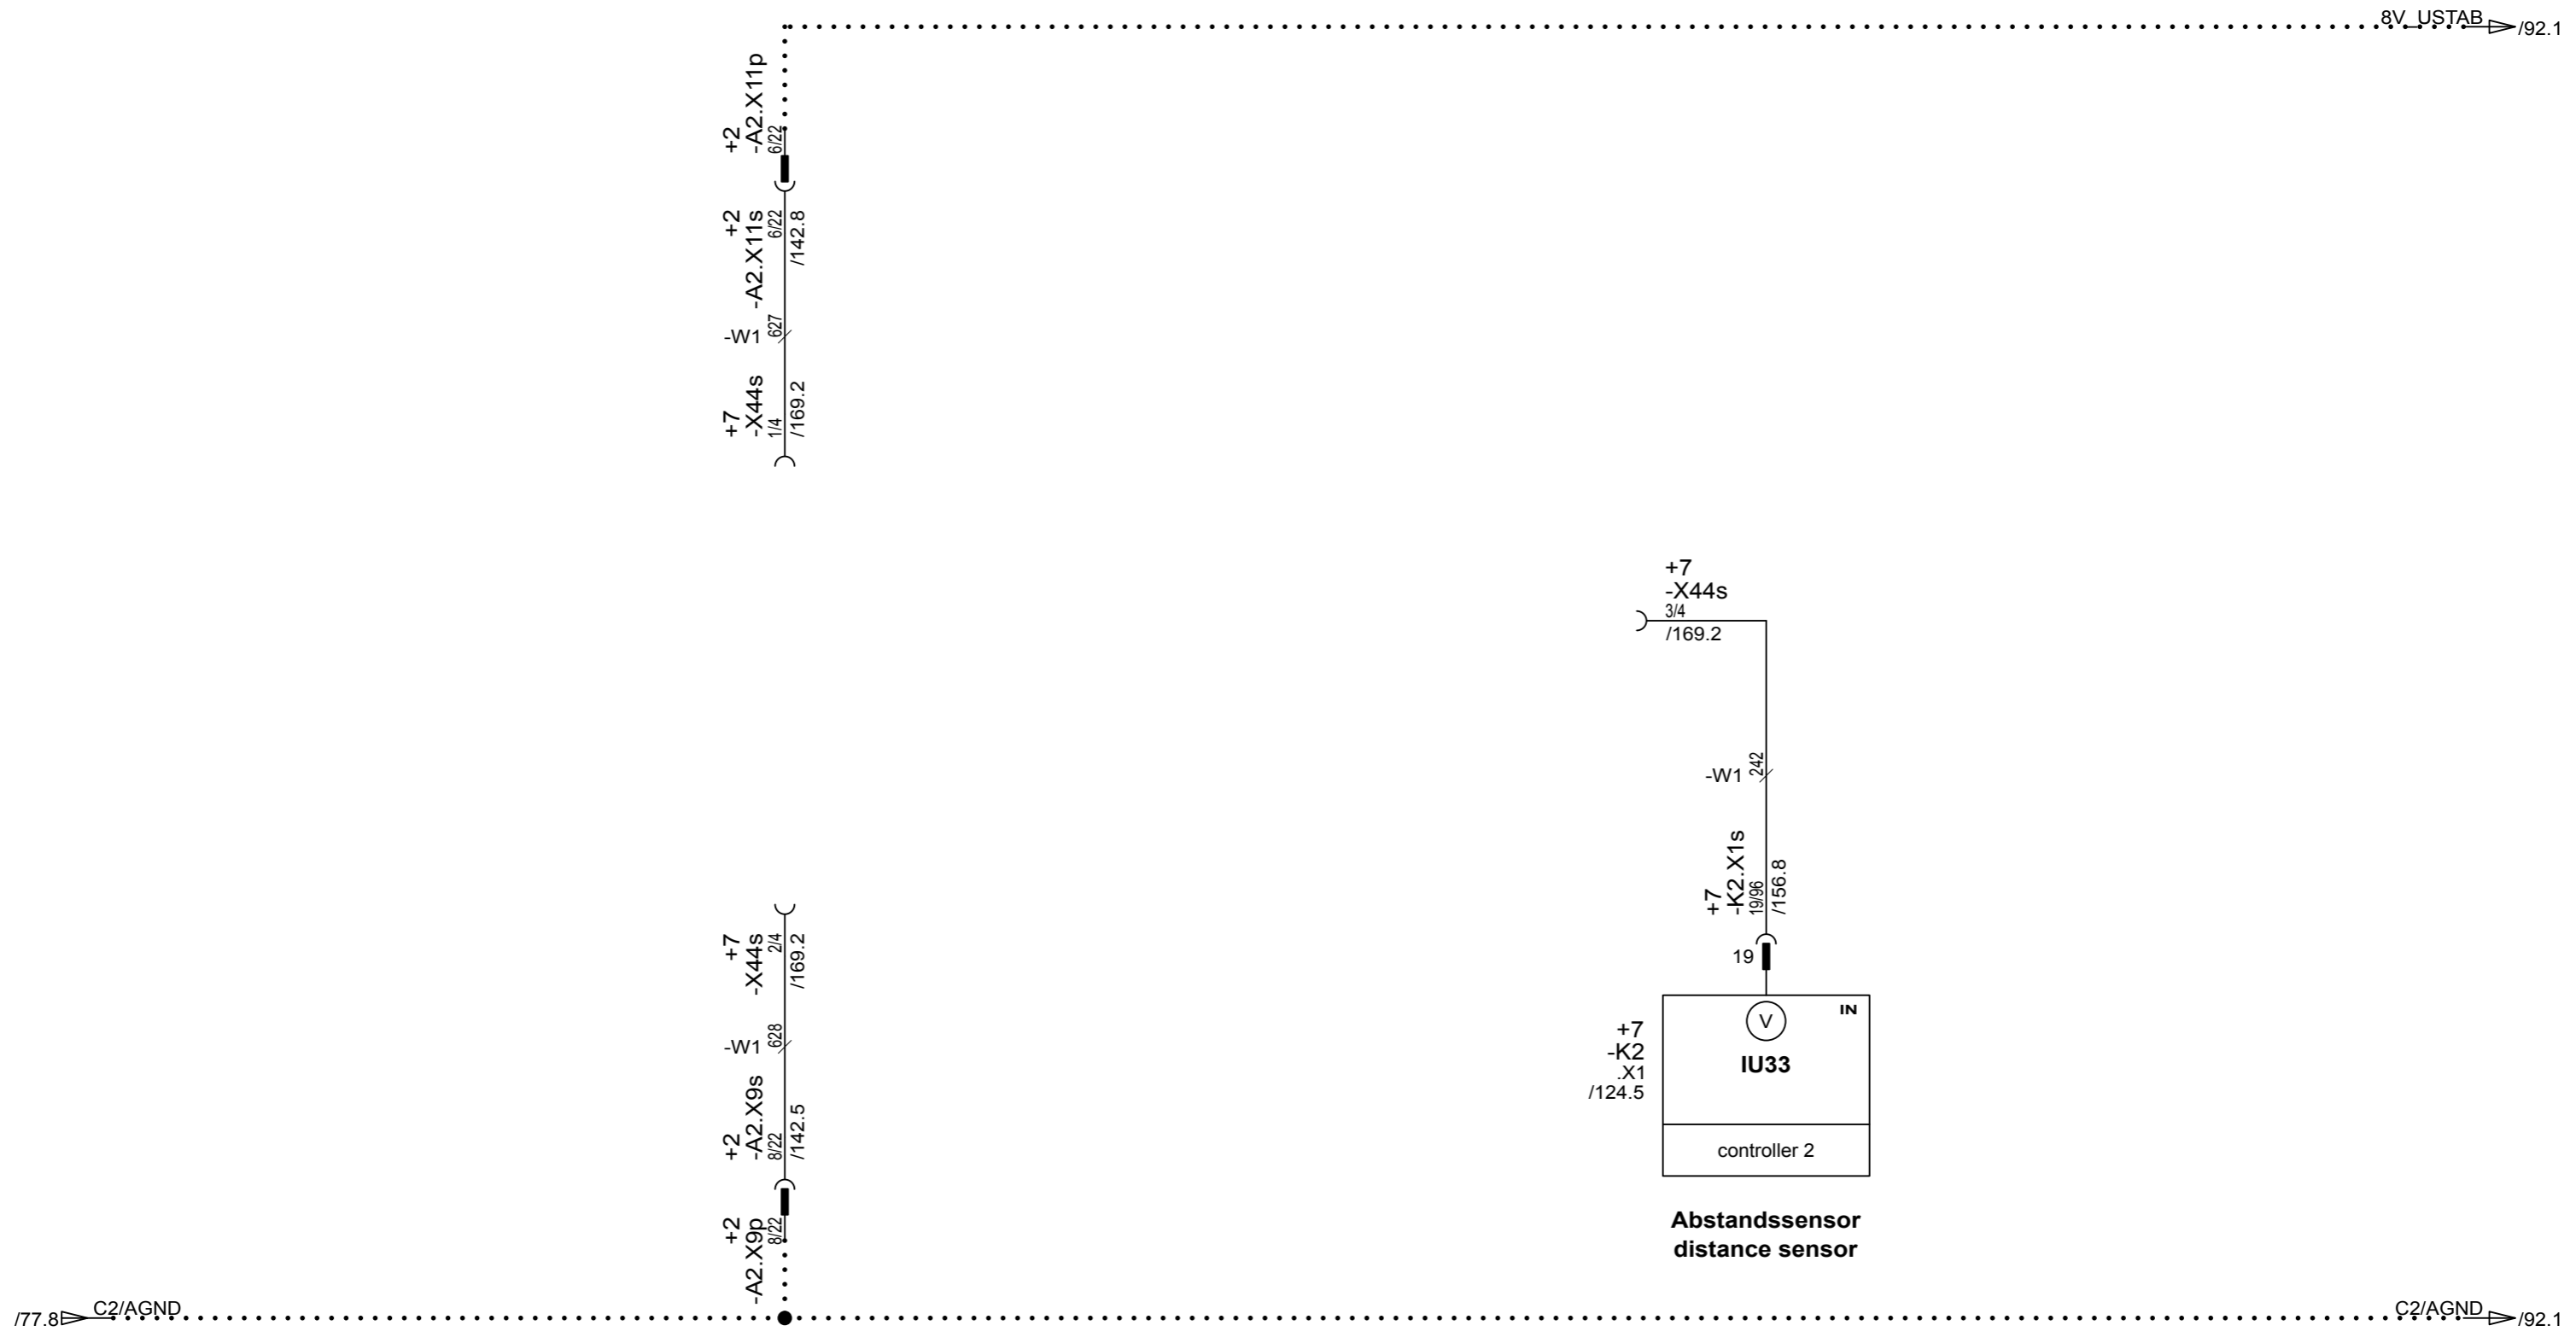 8V_USTAB
/92.1
+2
-A2.X11p
6/22
+2
-A2.X11s
6/22
/142.8
-W1
627
+7
-X44s
1/4
/169.2
+7
-X44s
3/4
/169.2
-W1
242
+7
-K2.X1s
19/96
/156.8
19
+7
-X44s
2/4
/169.2
-W1
628
+2
-A2.X9s
8/22
/142.5
+2
-A2.X9p
8/22
+7
-K2
.X1
/124.5
IN
V
IU33
controller 2
Abstandssensor
distance sensor
/77.8
C2/AGND
C2/AGND
/92.1